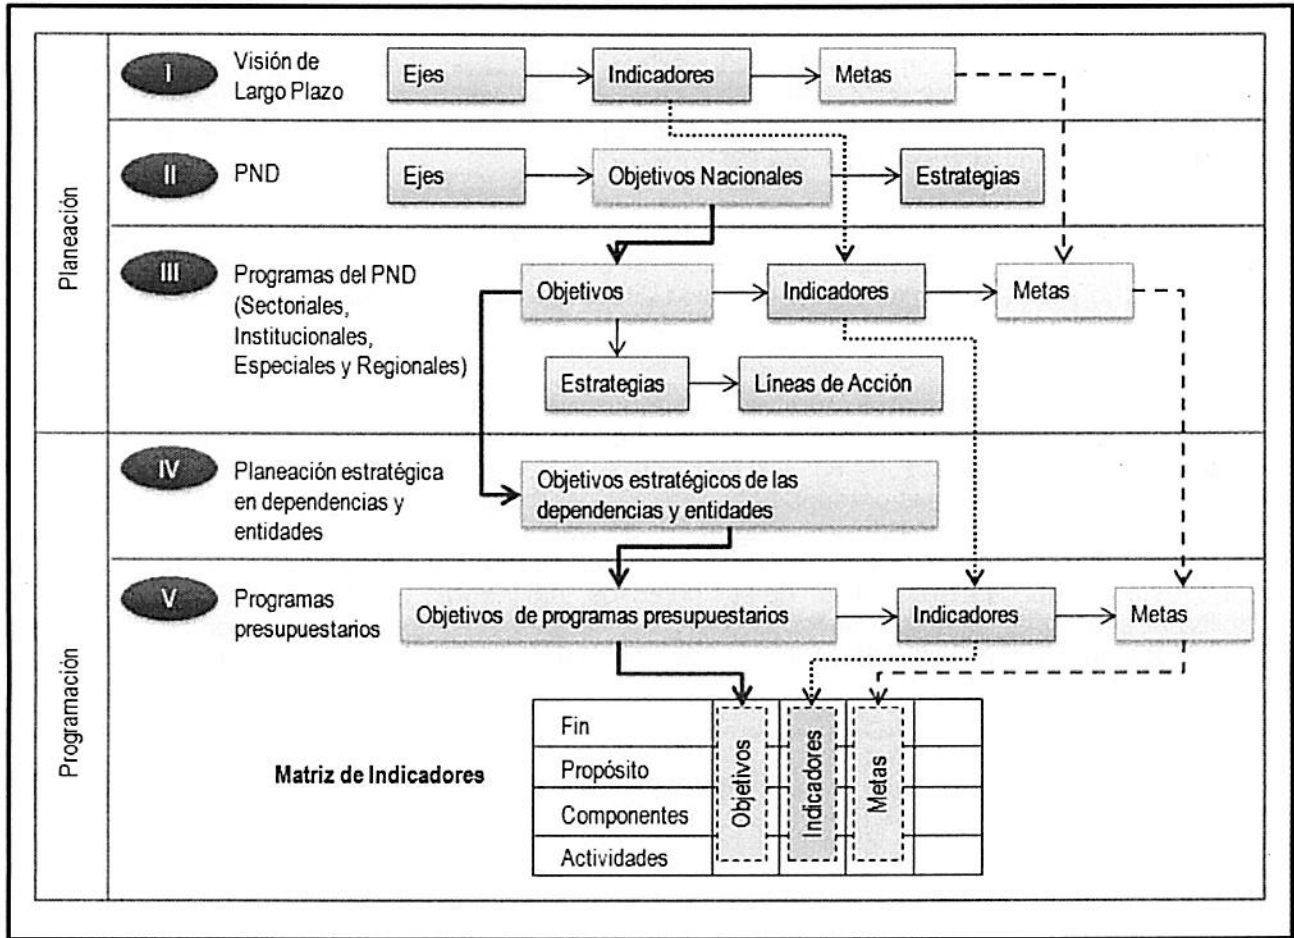 Planeación
I
Visión de
Largo Plazo
Ejes
Indicadores
Metas
II
PND
Ejes
Objetivos Nacionales
Estrategias
III
Programas del PND
(Sectoriales,
Institucionales,
Especiales y Regionales)
Objetivos
Indicadores
Metas
Estrategias
Líneas de Acción
Programación
IV
Planeación estratégica
en dependencias y
entidades
Objetivos estratégicos de las
dependencias y entidades
V
Programas
presupuestarios
Objetivos de programas presupuestarios
Indicadores
Metas
Matriz de Indicadores
Fin
Propósito
Componentes
Actividades
Objetivos
Indicadores
Metas